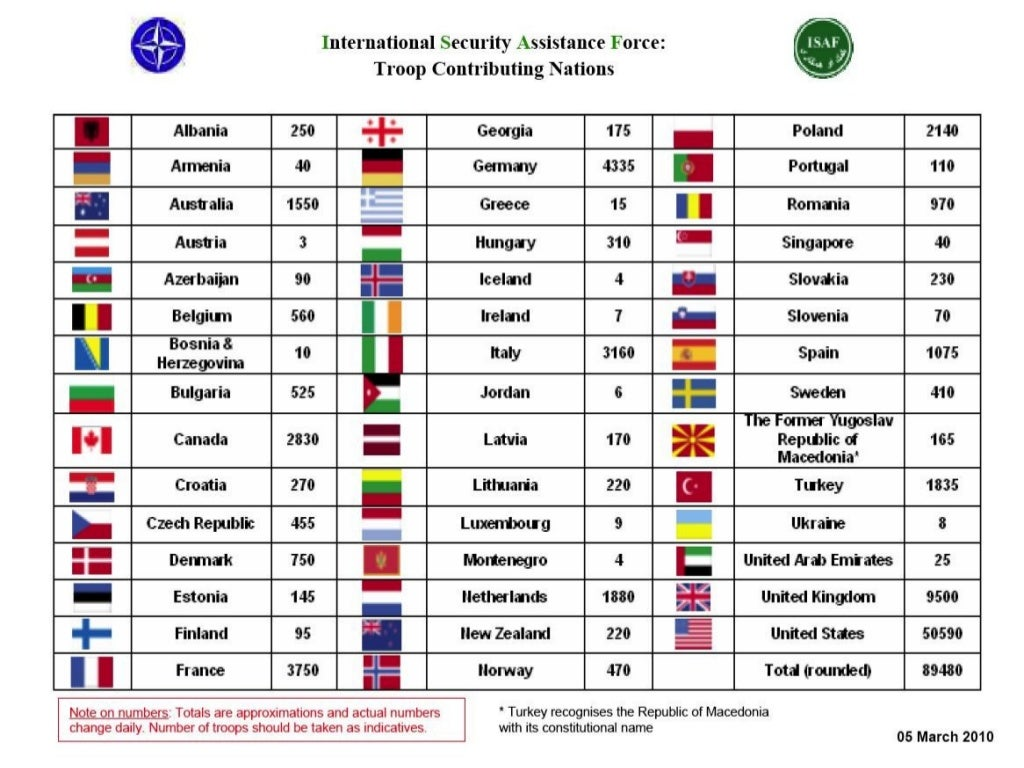 ISAF
International Security Assistance Force:
Troop Contributing Nations
Albania 250 Georgia 175 Poland 2140
Armenia 40 Germany 4335 Portugal 110
Australia 1550 Greece 15 Romania 970
Austria 3 Hungary 310 Singapore 40
Azerbaijan 90 Iceland 4 Slovakia 230
Belgium 560 Ireland 7 Slovenia 70
Bosnia & Herzegovina 10 Italy 3160 Spain 1075
Bulgaria 525 Jordan 6 Sweden 410
Canada 2830 Latvia 170 The Former Yugoslav Republic of Macedonia* 165
Croatia 270 Lithuania 220 Turkey 1835
Czech Republic 455 Luxembourg 9 Ukraine 8
Denmark 750 Montenegro 4 United Arab Emirates 25
Estonia 145 Netherlands 1880 United Kingdom 9500
Finland 95 New Zealand 220 United States 50590
France 3750 Norway 470 Total (rounded) 89480
Note on numbers: Totals are approximations and actual numbers
change daily. Number of troops should be taken as indicatives.
* Turkey recognises the Republic of Macedonia
with its constitutional name
05 March 2010